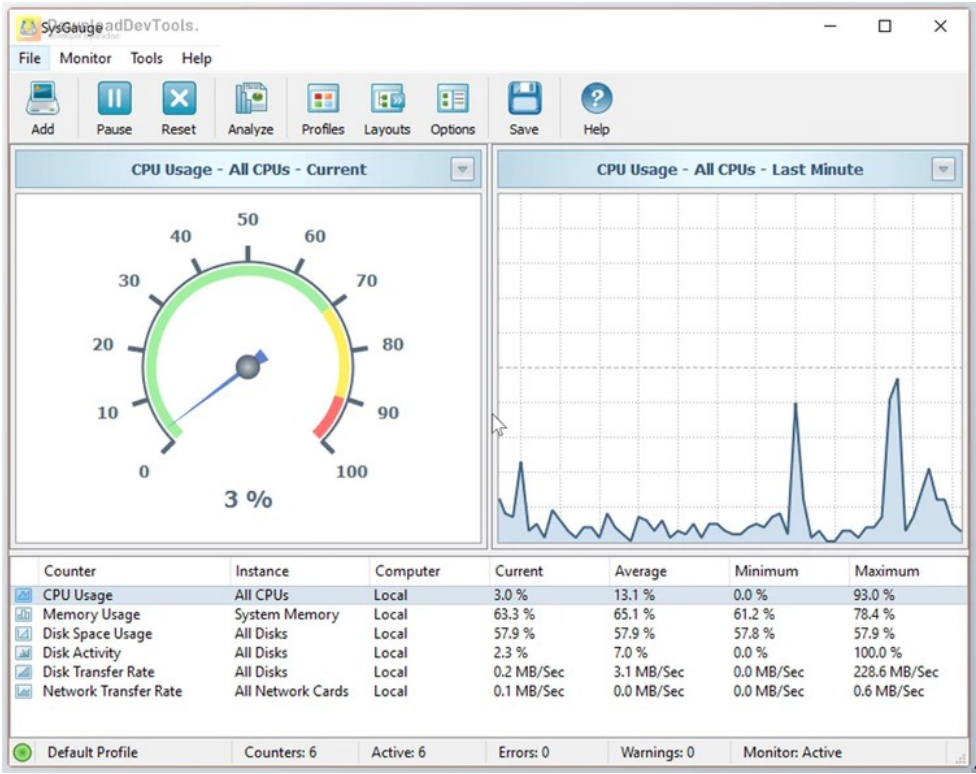 SysGauge DownloadDevTools.
File Monitor Tools Help
Add Pause Reset Analyze Profiles Layouts Options Save Help
CPU Usage - All CPUs - Current
CPU Usage - All CPUs - Last Minute
50
40 60
30 70
20 80
10 90
0 100
3 %
Counter Instance Computer Current Average Minimum Maximum
CPU Usage All CPUs Local 3.0 % 13.1 % 0.0 % 93.0 %
Memory Usage System Memory Local 63.3 % 65.1 % 61.2 % 78.4 %
Disk Space Usage All Disks Local 57.9 % 57.9 % 57.8 % 57.9 %
Disk Activity All Disks Local 2.3 % 7.0 % 0.0 % 100.0 %
Disk Transfer Rate All Disks Local 0.2 MB/Sec 3.1 MB/Sec 0.0 MB/Sec 228.6 MB/Sec
Network Transfer Rate All Network Cards Local 0.1 MB/Sec 0.0 MB/Sec 0.0 MB/Sec 0.6 MB/Sec
Default Profile Counters: 6 Active: 6 Errors: 0 Warnings: 0 Monitor: Active